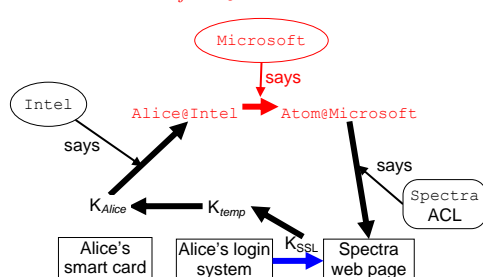 Microsoft
says
Intel
Alice@Intel
Atom@Microsoft
says
says
Spectra
ACL
KAlice
Ktemp
KSSL
Alice's
smart card
Alice's login
system
Spectra
web page